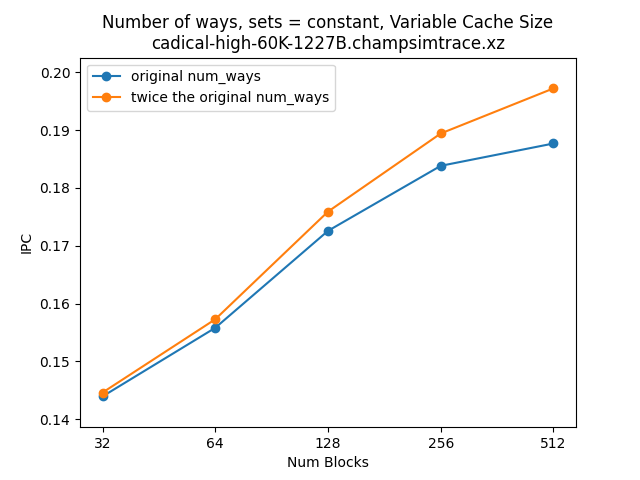 Number of ways, sets = constant, Variable Cache Size
cadical-high-60K-1227B.champsimtrace.xz
original num_ways
twice the original num_ways
0.20
0.19
0.18
0.17
0.16
0.15
0.14
IPC
32 64 128 256 512
Num Blocks